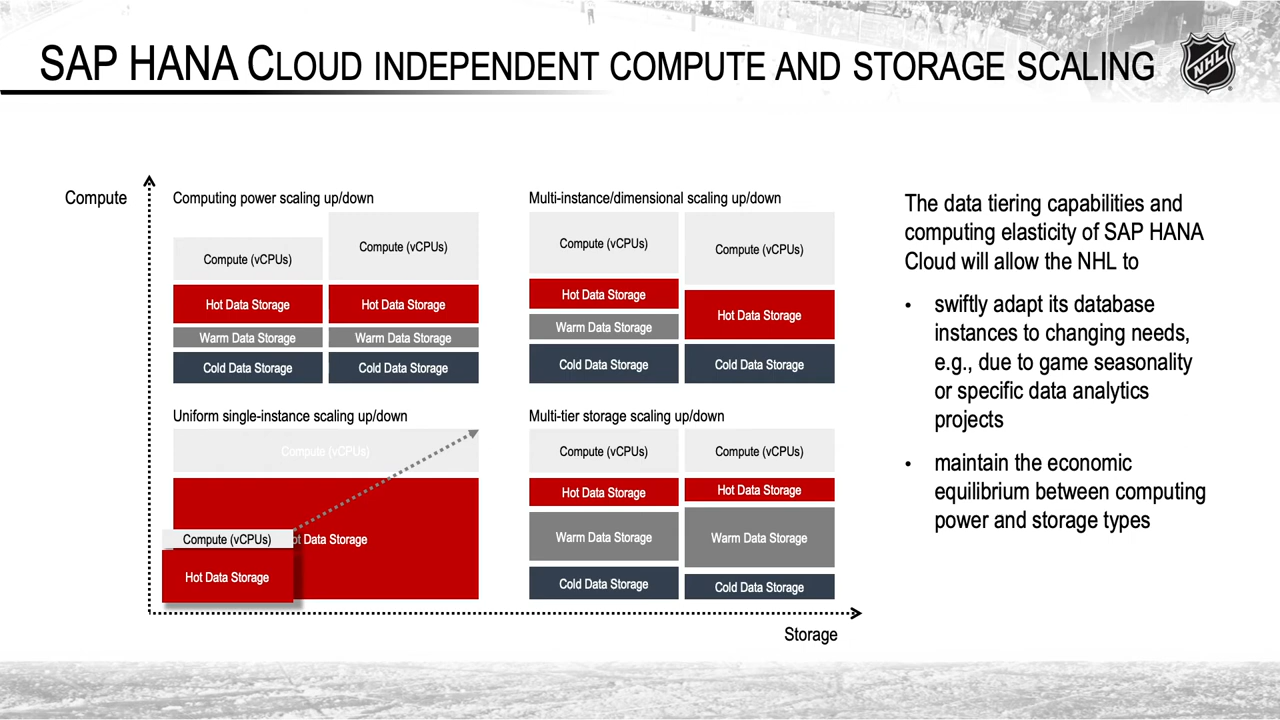 SAP HANA CLOUD INDEPENDENT COMPUTE AND STORAGE SCALING
NHL
Compute
Computing power scaling up/down
Compute (vCPUs)
Hot Data Storage
Warm Data Storage
Cold Data Storage
Compute (vCPUs)
Hot Data Storage
Warm Data Storage
Cold Data Storage
Multi-instance/dimensional scaling up/down
Compute (vCPUs)
Hot Data Storage
Warm Data Storage
Cold Data Storage
Compute (vCPUs)
Hot Data Storage
Cold Data Storage
Uniform single-instance scaling up/down
Compute (vCPUs)
ot Data Storage
Compute (vCPUs)
Hot Data Storage
Multi-tier storage scaling up/down
Compute (vCPUs)
Hot Data Storage
Warm Data Storage
Cold Data Storage
Compute (vCPUs)
Hot Data Storage
Warm Data Storage
Cold Data Storage
Storage
The data tiering capabilities and
computing elasticity of SAP HANA
Cloud will allow the NHL to
• swiftly adapt its database
instances to changing needs,
e.g., due to game seasonality
or specific data analytics
projects
• maintain the economic
equilibrium between computing
power and storage types